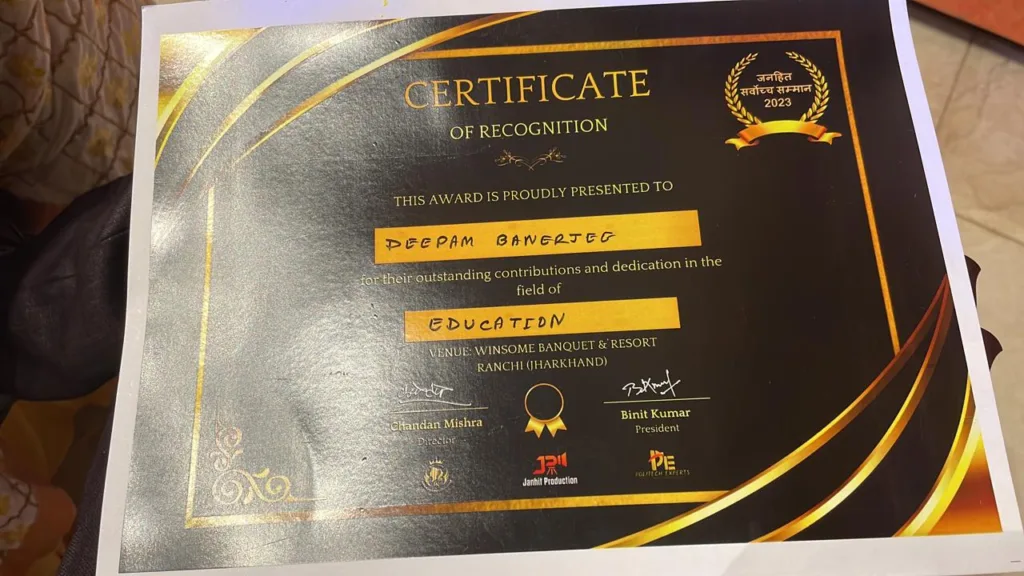 CERTIFICATE
OF RECOGNITION
जनहित
सर्वोच्च सम्मान
2023
THIS AWARD IS PROUDLY PRESENTED TO
DEEPAM BANERJEE
for their outstanding contributions and dedication in the
field of
EDUCATION
VENUE: WINSOME BANQUET & RESORT
RANCHI (JHARKHAND)
Chandan Mishra
Director
Binit Kumar
President
Janhit Production
PE